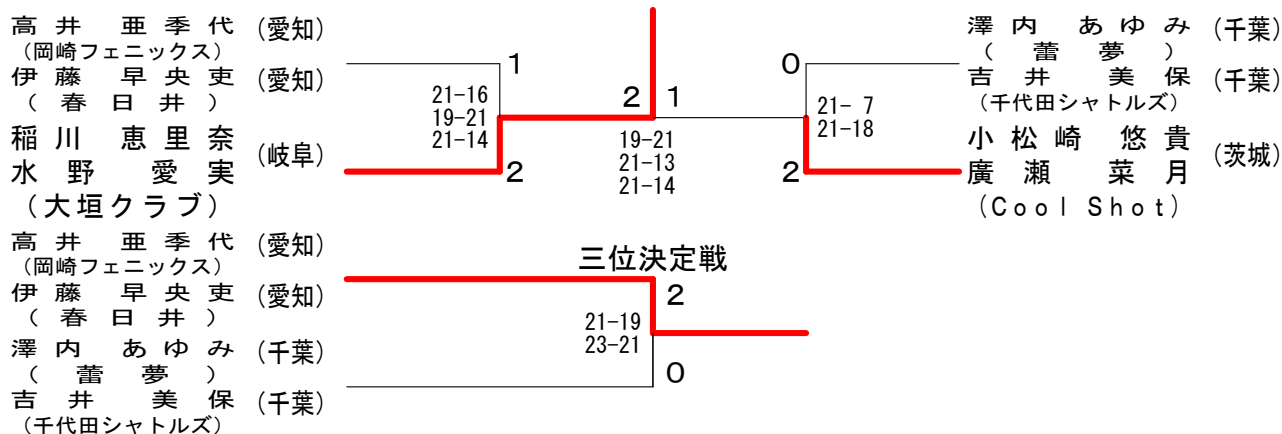 高井 亜季代 (愛知)
(岡崎フェニックス)
伊藤 早央吏 (愛知)
(春日井)
稲川 恵里奈
水野 愛実 (岐阜)
(大垣クラブ)
1
21-16
19-21
21-14
2
2 1
19-21
21-13
21-14
0
21- 7
21-18
2
澤内 あゆみ (千葉)
(蕾夢)
吉井 美保 (千葉)
(千代田シャトルズ)
小松崎 悠貴
廣瀬 菜月 (茨城)
(Cool Shot)
三位決定戦
高井 亜季代 (愛知)
(岡崎フェニックス)
伊藤 早央吏 (愛知)
(春日井)
澤内 あゆみ (千葉)
(蕾夢)
吉井 美保 (千葉)
(千代田シャトルズ)
2
21-19
23-21
0